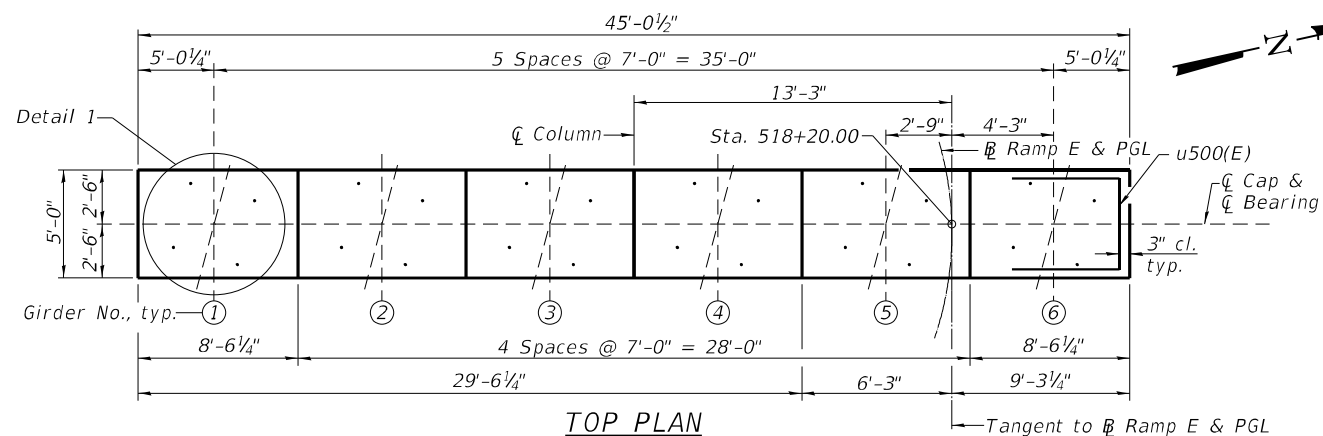 45'-0½"
5'-0¼"
5 Spaces @ 7'-0" = 35'-0"
5'-0¼"
N
13'-3"
Detail 1
℄ Column
Sta. 518+20.00
2'-9"
4'-3"
B̵L Ramp E & PGL
u500(E)
℄ Cap &
℄ Bearing
5'-0"
2'-6"
2'-6"
3" cl.
typ.
Girder No., typ.
1
2
3
4
5
6
8'-6¼"
4 Spaces @ 7'-0" = 28'-0"
8'-6¼"
29'-6¼"
6'-3"
9'-3¼"
TOP PLAN
Tangent to B̵L Ramp E & PGL